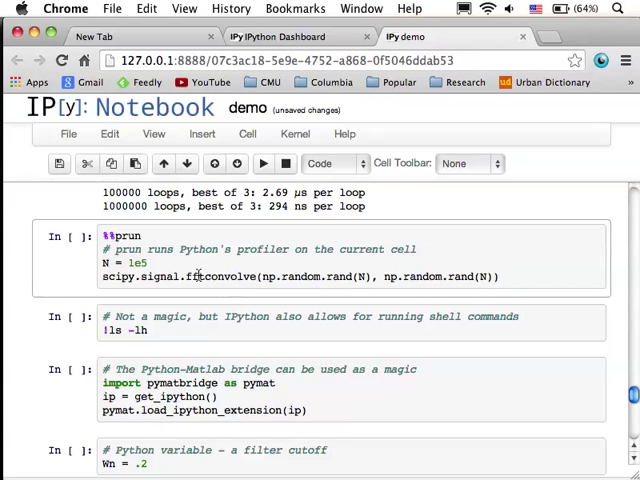 Chrome File Edit View History Bookmarks Window (64%)
New Tab IPy IPython Dashboard IPy demo
127.0.0.1:8888/07c3ac18-5e9e-4752-a868-0f5046ddab53
Apps Gmail Feedly YouTube CMU Columbia Popular Research Urban Dictionary
IP[y]: Notebook demo (unsaved changes)
File Edit View Insert Cell Kernel Help
Code Cell Toolbar: None
100000 loops, best of 3: 2.69 µs per loop
1000000 loops, best of 3: 294 ns per loop
In [ ]: %%prun
# prun runs Python's profiler on the current cell
N = 1e5
scipy.signal.fftconvolve(np.random.rand(N), np.random.rand(N))
In [ ]: # Not a magic, but IPython also allows for running shell commands
!ls -lh
In [ ]: # The Python-Matlab bridge can be used as a magic
import pymatbridge as pymat
ip = get_ipython()
pymat.load_ipython_extension(ip)
In [ ]: # Python variable - a filter cutoff
Wn = .2